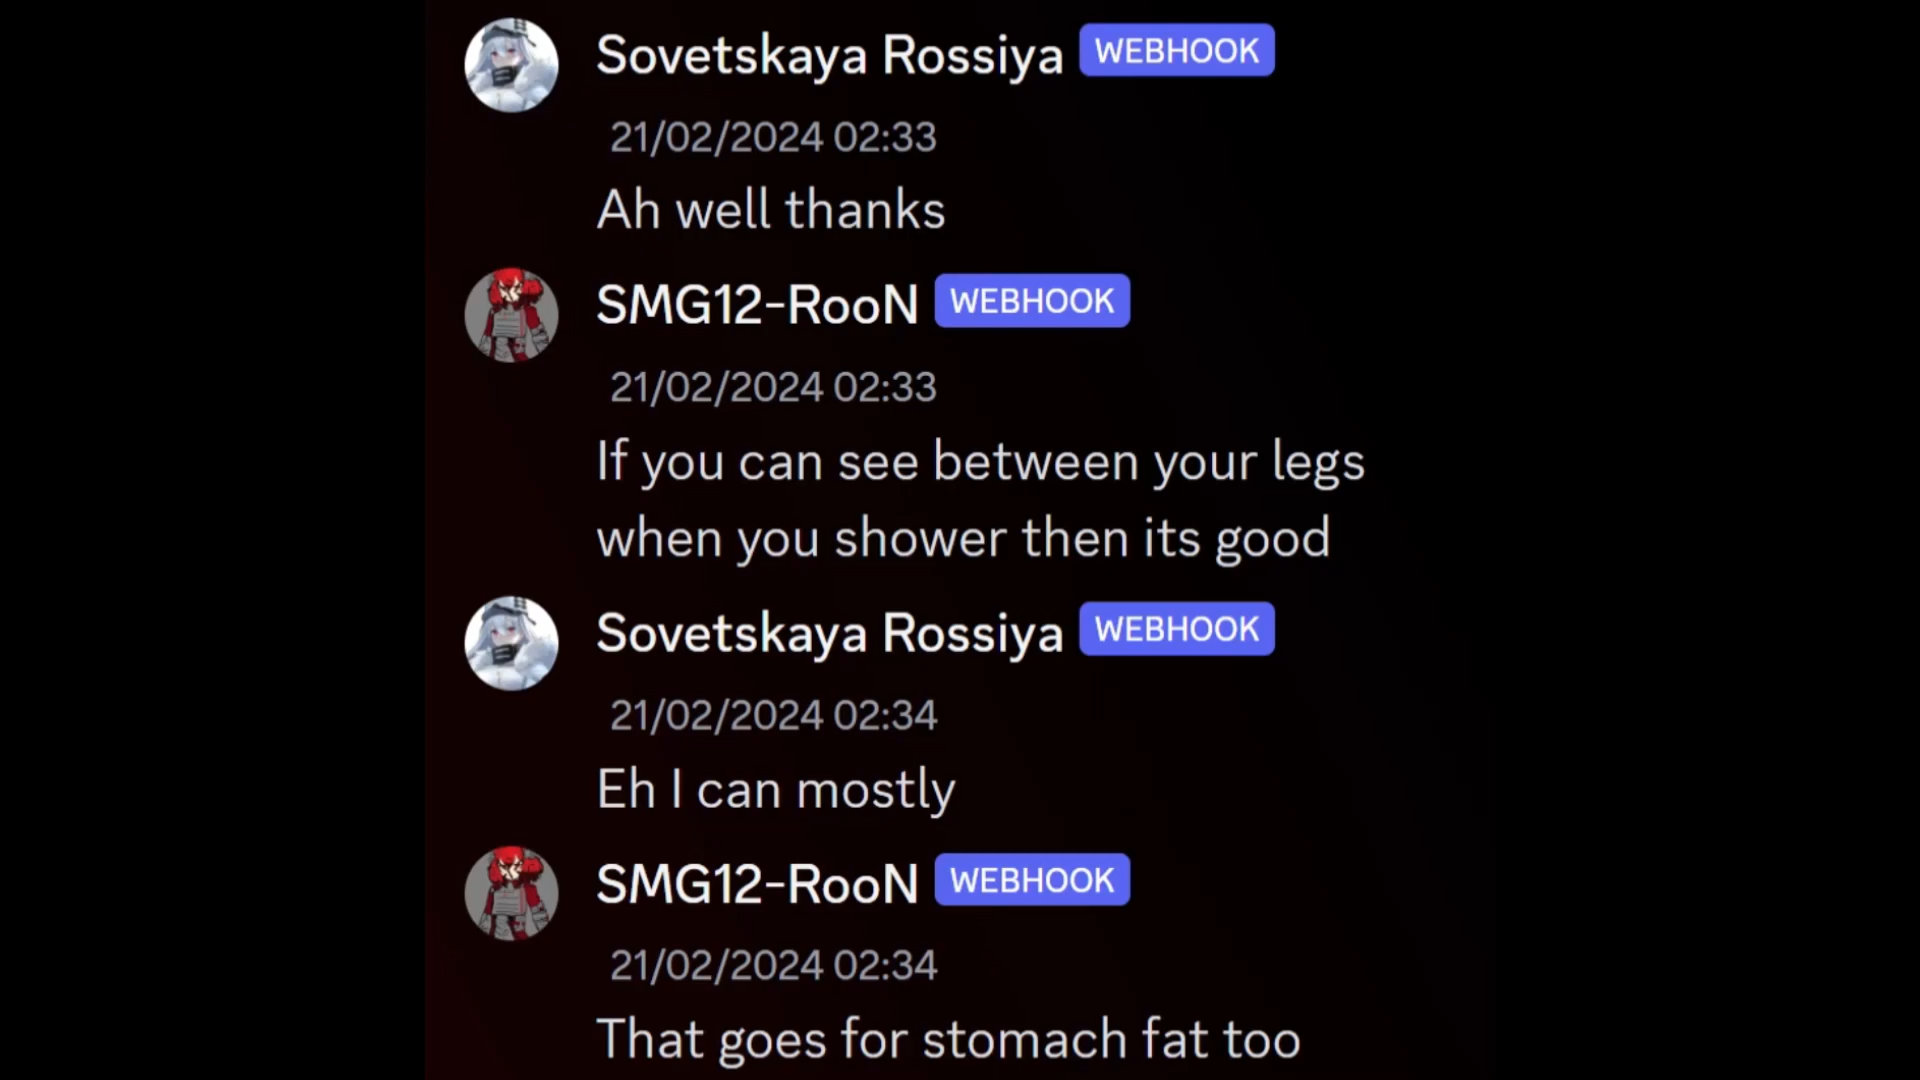 Sovetskaya Rossiya WEBHOOK
21/02/2024 02:33
Ah well thanks
SMG12-RooN WEBHOOK
21/02/2024 02:33
If you can see between your legs
when you shower then its good
Sovetskaya Rossiya WEBHOOK
21/02/2024 02:34
Eh I can mostly
SMG12-RooN WEBHOOK
21/02/2024 02:34
That goes for stomach fat too